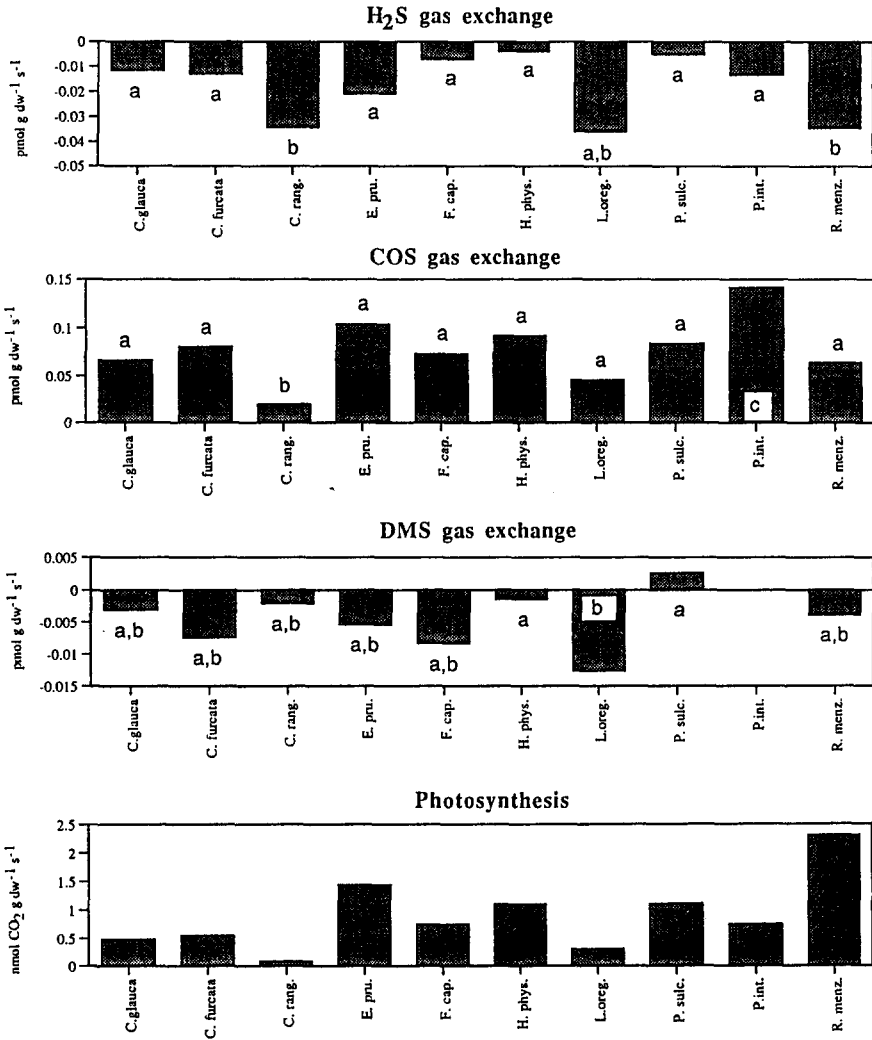 H2S gas exchange
0
-0.01
-0.02
-0.03
-0.04
-0.05
pmol g dw-1 s-1
a a b a a a a,b a a b
C.glauca C. furcata C. rang. E. pru. F. cap. H. phys. L.oreg. P. sulc. P.int. R. menz.
COS gas exchange
0.15
0.1
0.05
0
pmol g dw-1 s-1
a a b a a a a a c a
C.glauca C. furcata C. rang. E. pru. F. cap. H. phys. L.oreg. P. sulc. P.int. R. menz.
DMS gas exchange
0.005
0
-0.005
-0.01
-0.015
pmol g dw-1 s-1
a,b a,b a,b a,b a,b a b a a,b
C.glauca C. furcata C. rang. E. pru. F. cap. H. phys. L.oreg. P. sulc. P.int. R. menz.
Photosynthesis
2.5
2
1.5
1
0.5
0
nmol CO2 g dw-1 s-1
C.glauca C. furcata C. rang. E. pru. F. cap. H. phys. L.oreg. P. sulc. P.int. R. menz.